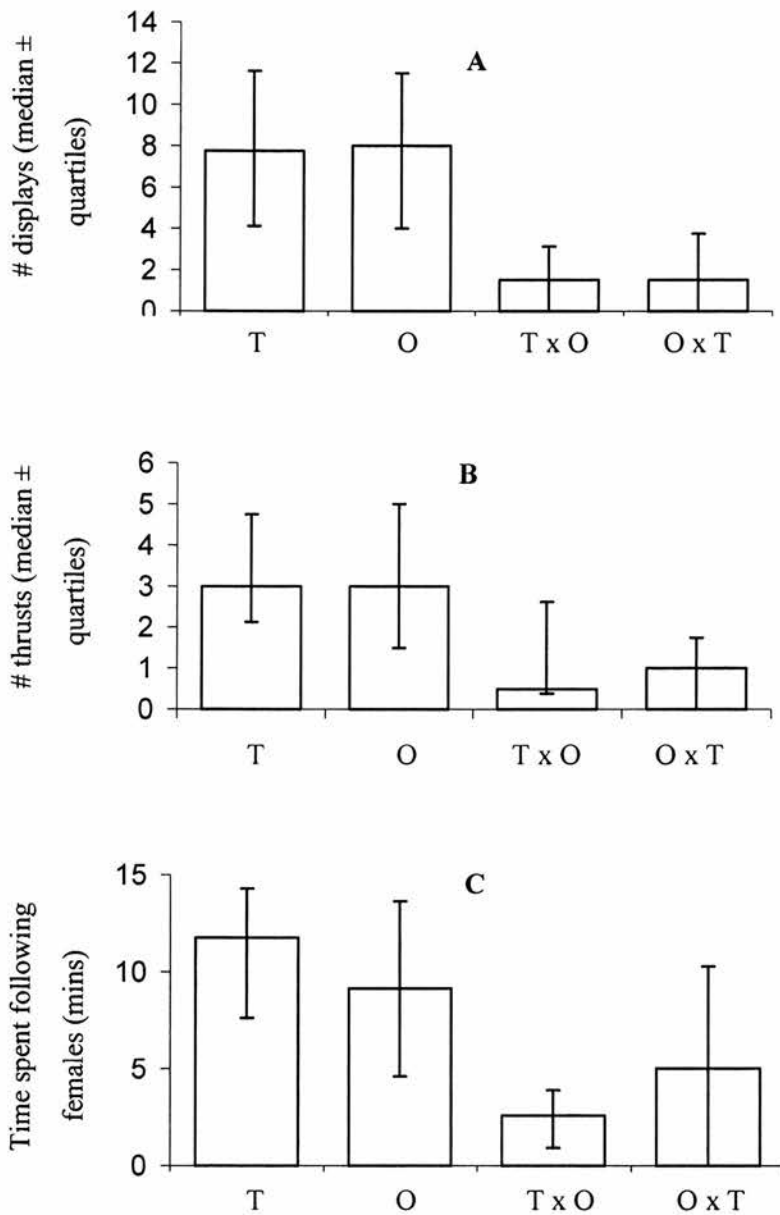 A
# displays (median ±
quartiles)
14
12
10
8
6
4
2
0
T O T x O O x T
B
# thrusts (median ±
quartiles)
6
5
4
3
2
1
0
T O T x O O x T
C
Time spent following
females (mins)
15
10
5
0
T O T x O O x T